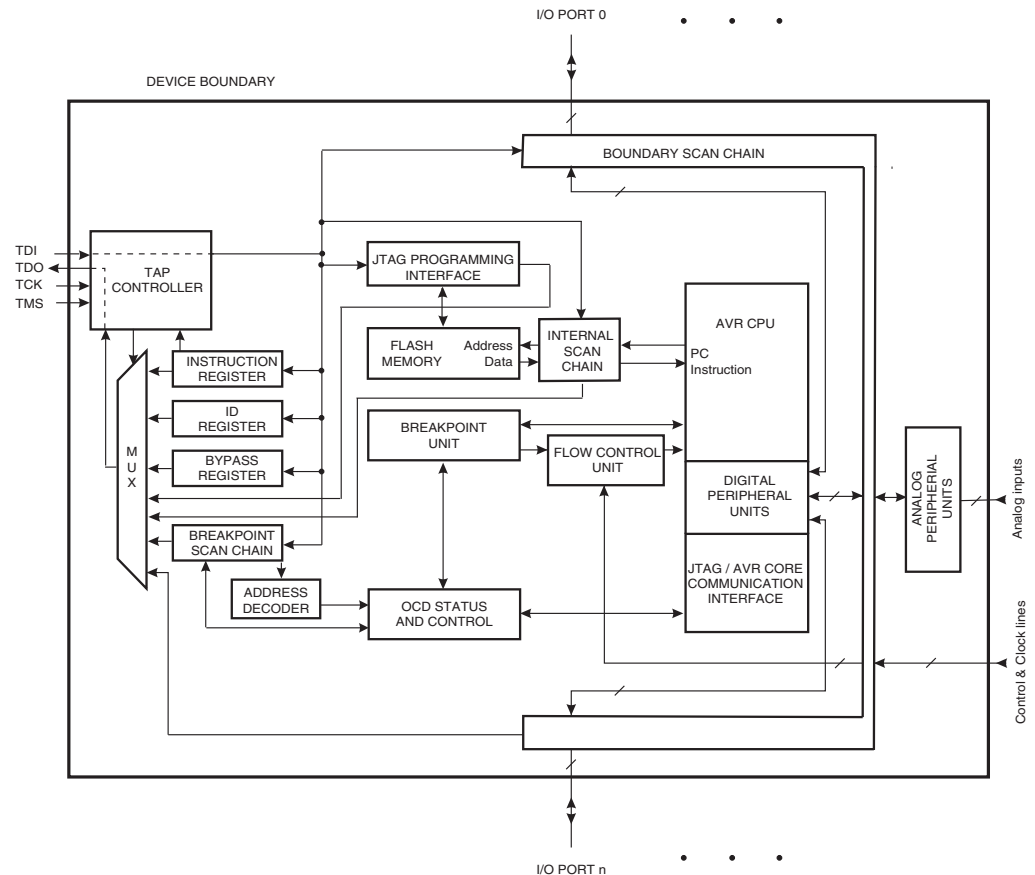 I/O PORT 0
DEVICE BOUNDARY
BOUNDARY SCAN CHAIN
TDI
TDO
TCK
TMS
TAP
CONTROLLER
JTAG PROGRAMMING
INTERFACE
AVR CPU
FLASH
MEMORY
Address
Data
INTERNAL
SCAN
CHAIN
PC
Instruction
INSTRUCTION
REGISTER
ID
REGISTER
BYPASS
REGISTER
M
U
X
BREAKPOINT
UNIT
FLOW CONTROL
UNIT
DIGITAL
PERIPHERAL
UNITS
ANALOG
PERIPHERIAL
UNITS
Analog inputs
BREAKPOINT
SCAN CHAIN
ADDRESS
DECODER
OCD STATUS
AND CONTROL
JTAG / AVR CORE
COMMUNICATION
INTERFACE
Control & Clock lines
I/O PORT n